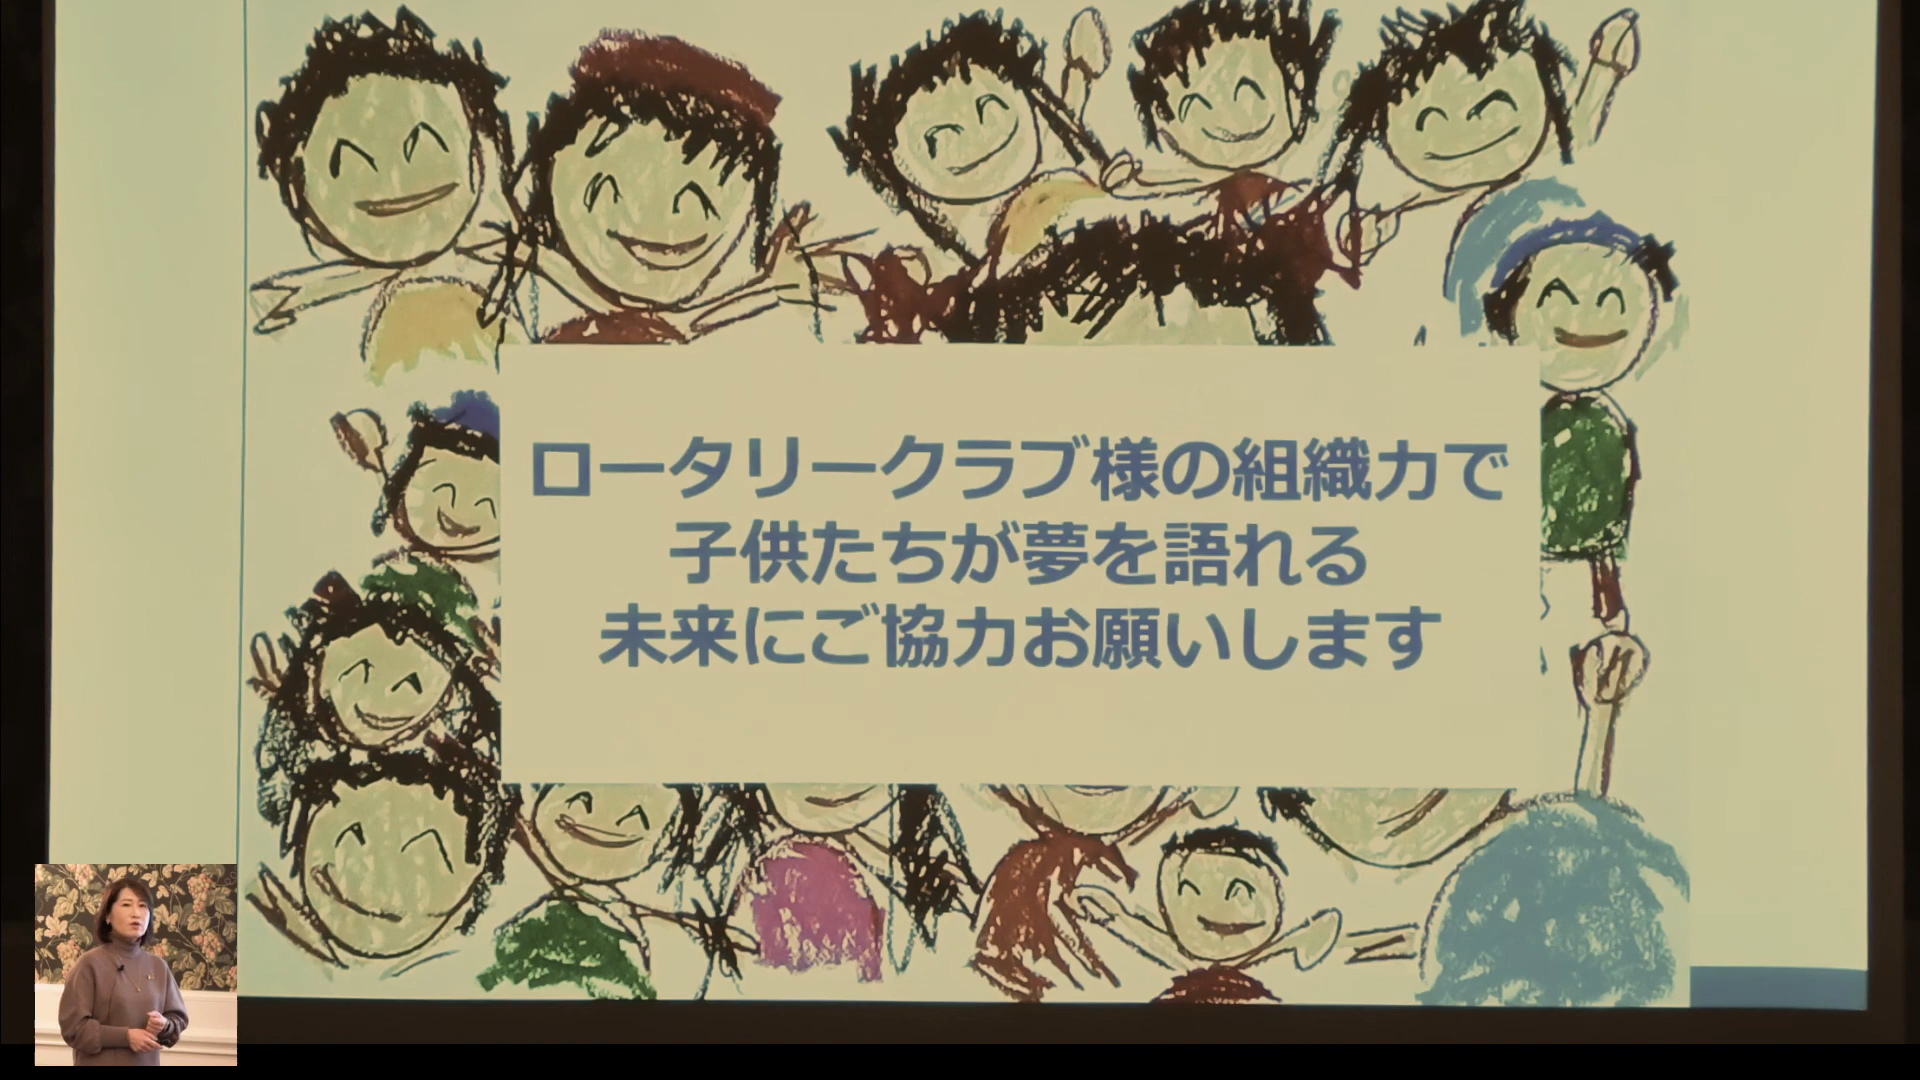 ロータリークラブ様の組織力で
子供たちが夢を語れる
未来にご協力お願いします